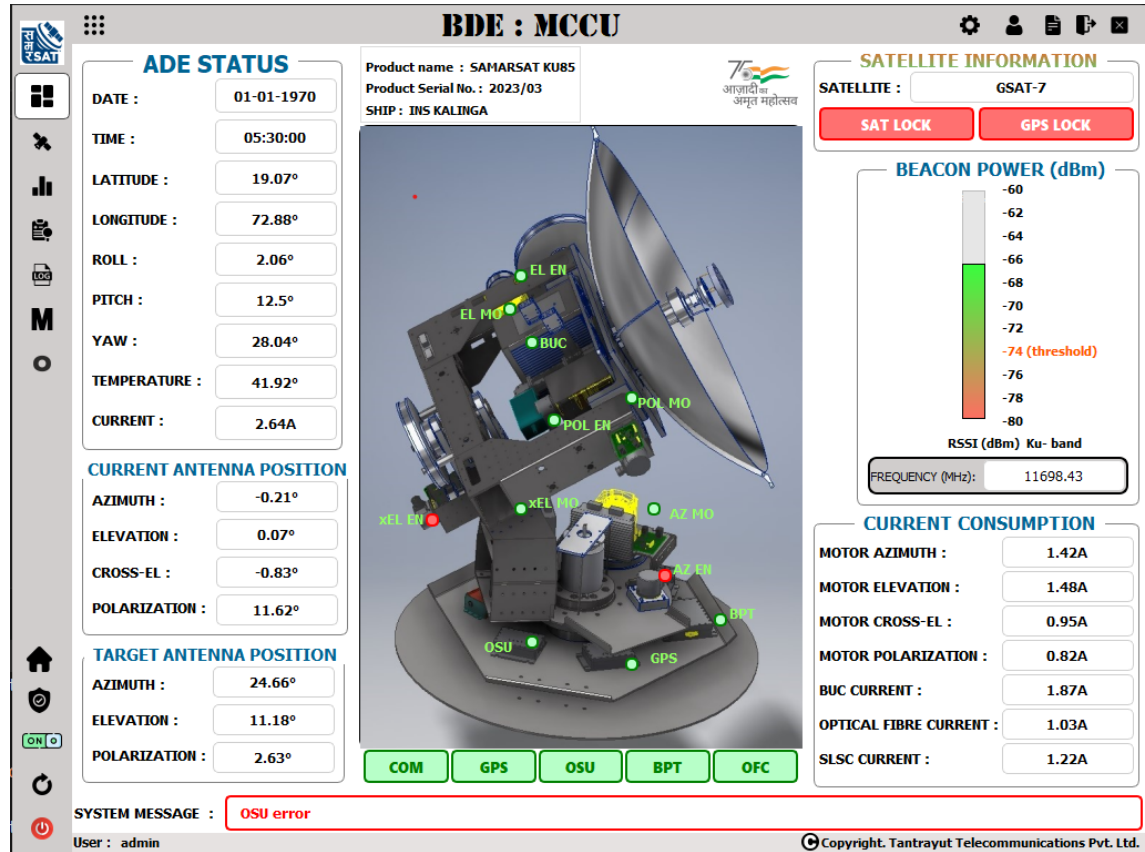 BDE : MCCU
समर
SAT
ADE STATUS
DATE : 01-01-1970
TIME : 05:30:00
LATITUDE : 19.07°
LONGITUDE : 72.88°
ROLL : 2.06°
PITCH : 12.5°
YAW : 28.04°
TEMPERATURE : 41.92°
CURRENT : 2.64A
CURRENT ANTENNA POSITION
AZIMUTH : -0.21°
ELEVATION : 0.07°
CROSS-EL : -0.83°
POLARIZATION : 11.62°
TARGET ANTENNA POSITION
AZIMUTH : 24.66°
ELEVATION : 11.18°
POLARIZATION : 2.63°
LOG
M
ON O
Product name : SAMARSAT KU85
Product Serial No. : 2023/03
SHIP : INS KALINGA
75
आज़ादी का
अमृत महोत्सव
EL EN
EL MO
BUC
POL MO
POL EN
xEL MO
xEL EN
AZ MO
AZ EN
BPT
OSU
GPS
COM GPS OSU BPT OFC
SATELLITE INFORMATION
SATELLITE : GSAT-7
SAT LOCK GPS LOCK
BEACON POWER (dBm)
-60
-62
-64
-66
-68
-70
-72
-74 (threshold)
-76
-78
-80
RSSI (dBm) Ku- band
FREQUENCY (MHz): 11698.43
CURRENT CONSUMPTION
MOTOR AZIMUTH : 1.42A
MOTOR ELEVATION : 1.48A
MOTOR CROSS-EL : 0.95A
MOTOR POLARIZATION : 0.82A
BUC CURRENT : 1.87A
OPTICAL FIBRE CURRENT : 1.03A
SLSC CURRENT : 1.22A
SYSTEM MESSAGE : OSU error
User : admin
©Copyright. Tantrayut Telecommunications Pvt. Ltd.